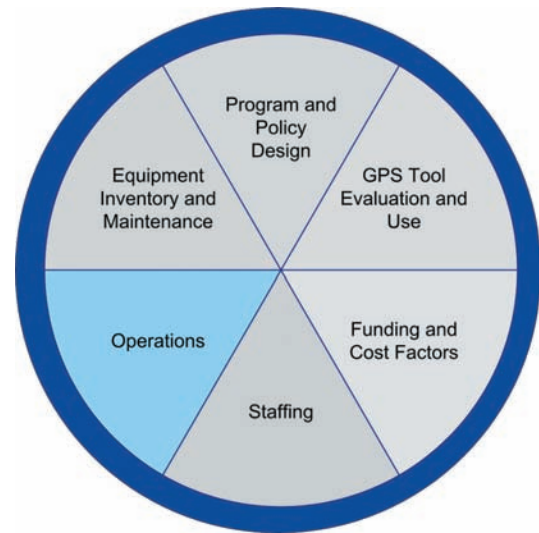 Program and
Policy
Design
GPS Tool
Evaluation and
Use
Funding and
Cost Factors
Staffing
Operations
Equipment
Inventory and
Maintenance